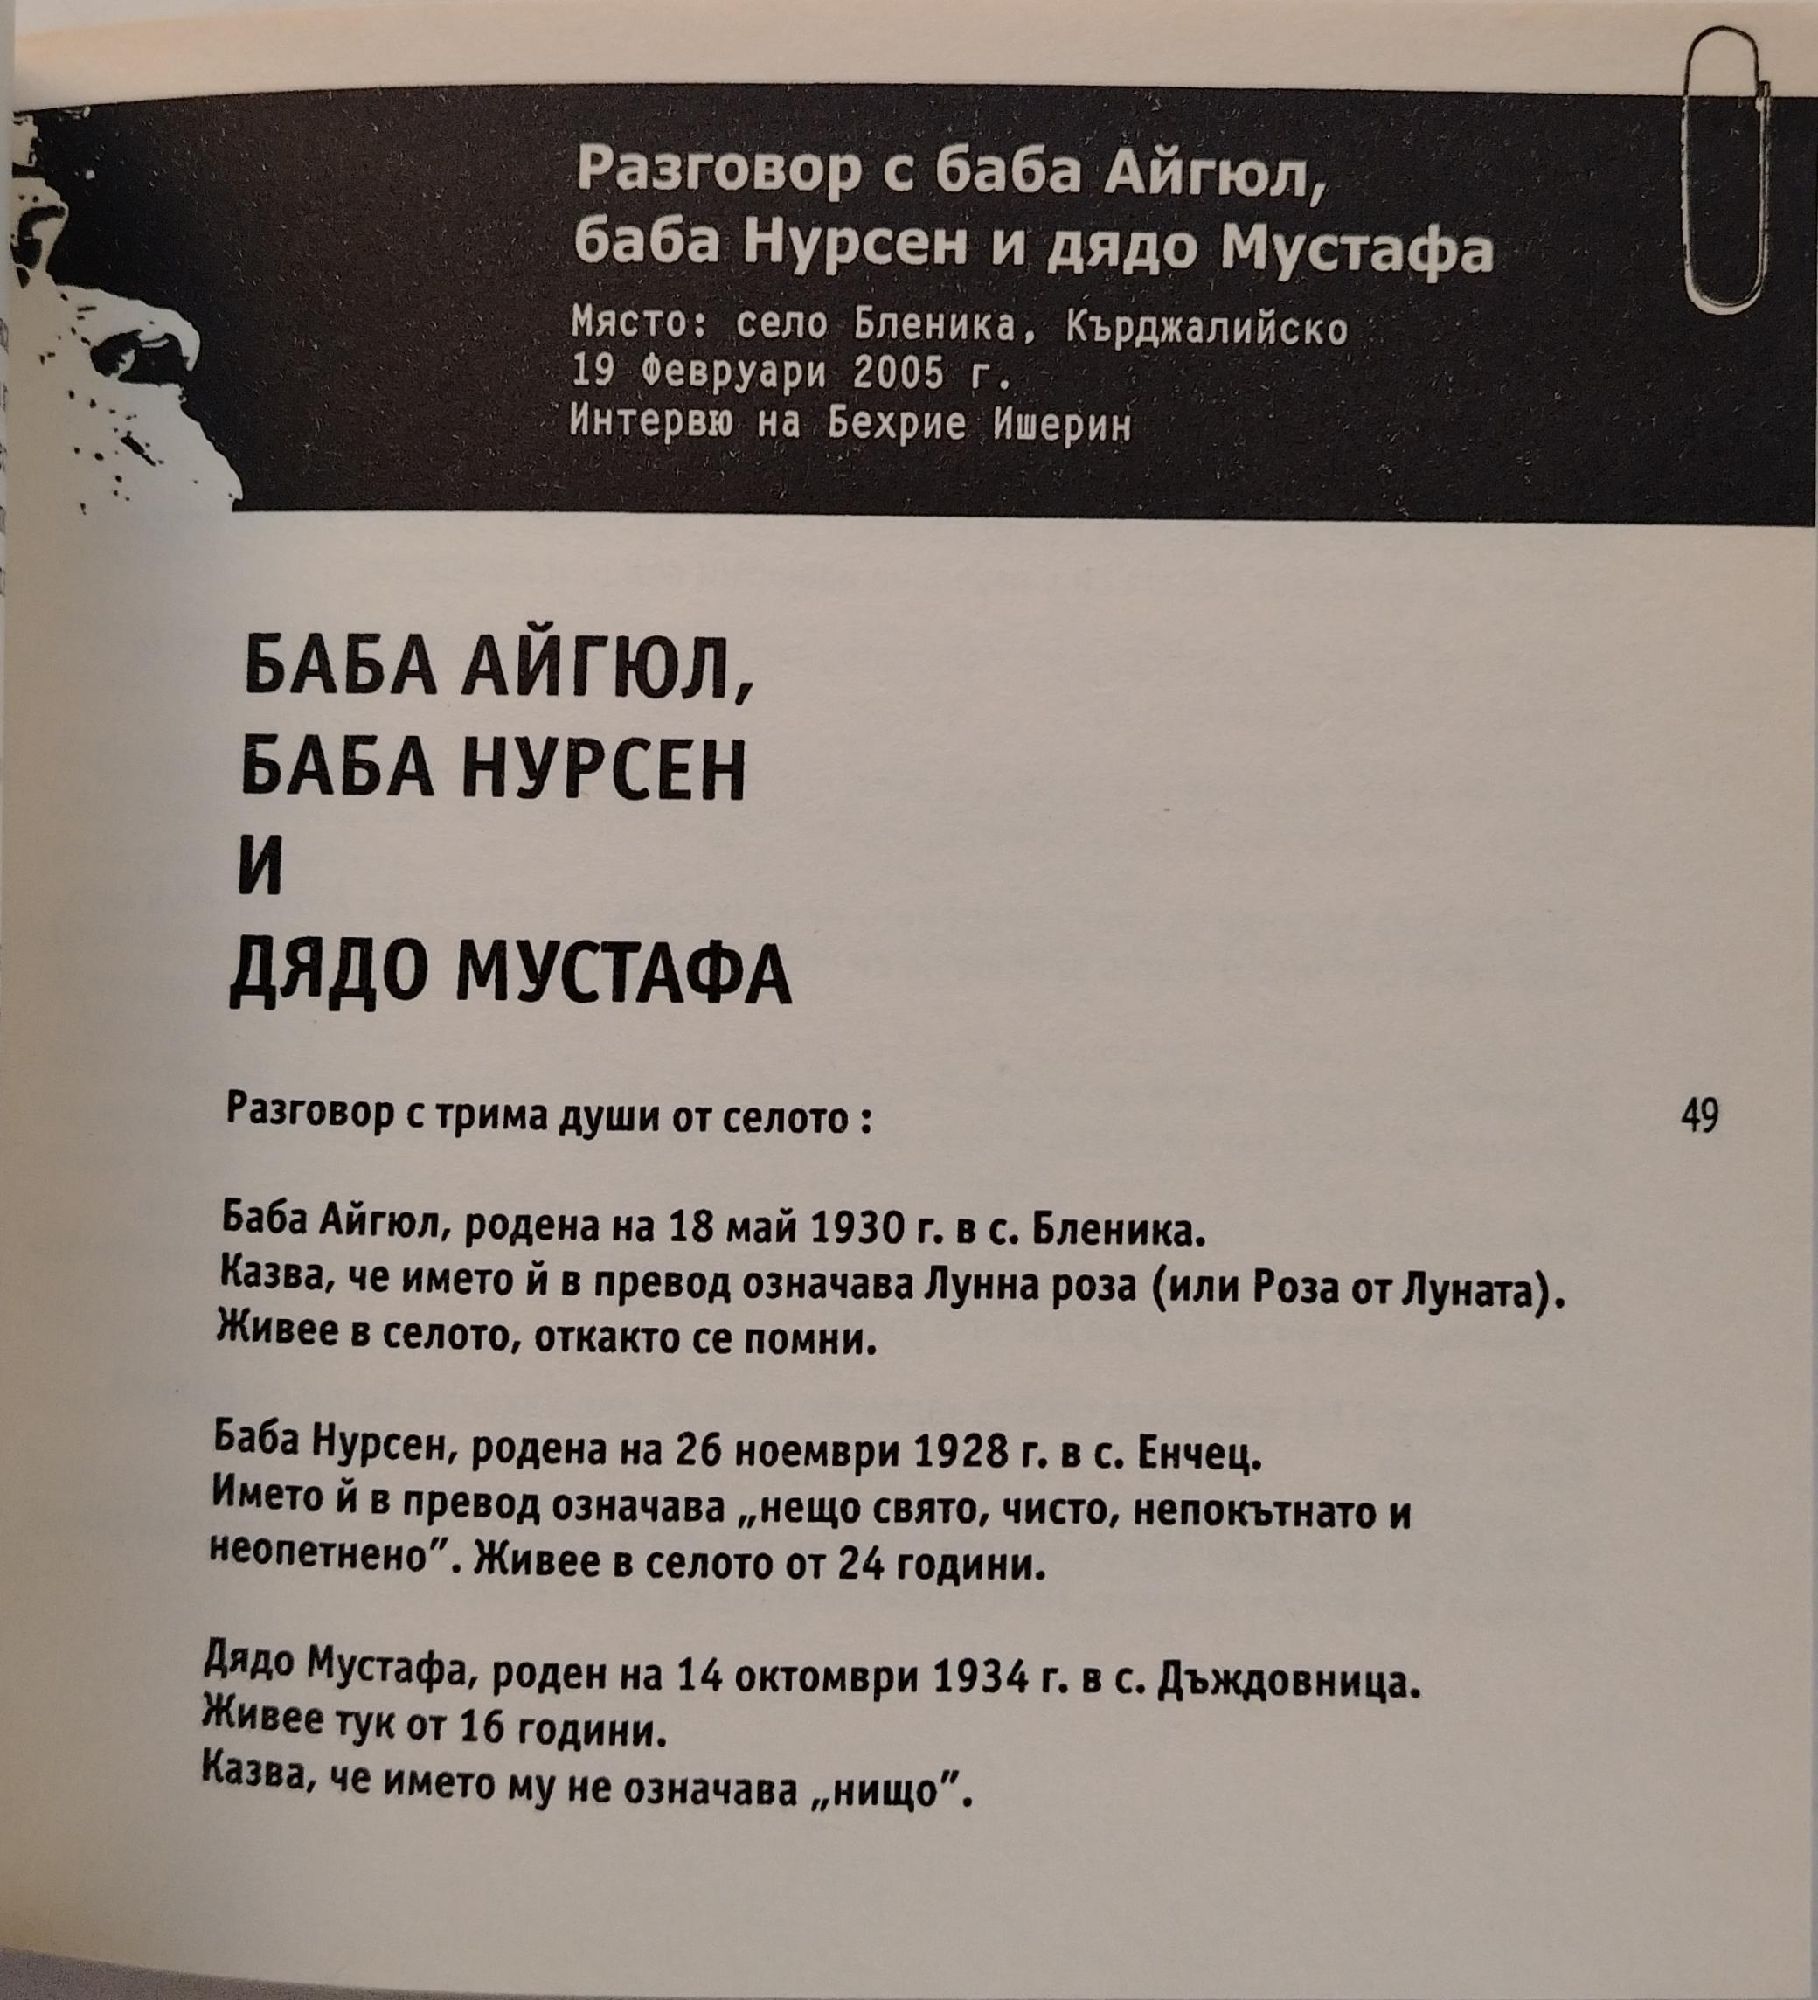 Разговор с баба Айгюл,
баба Нурсен и дядо Мустафа
Място: село Бленика, Кърджалийско
19 Февруари 2005 г.
Интервю на Бехрие Ишерин
БАБА АЙГЮЛ,
БАБА НУРСЕН
И
ДЯДО МУСТАФА
Разговор с трима души от селото :
49
Баба Айгюл, родена на 18 май 1930 г. в с. Бленика.
Казва, че името й в превод означава Лунна роза (или Роза от Луната).
Живее в селото, откакто се помни.
Баба Нурсен, родена на 26 ноември 1928 г. в с. Енчец.
Името й в превод означава „нещо свято, чисто, непокътнато и
неопетнено”. Живее в селото от 24 години.
Дядо Мустафа, роден на 14 октомври 1934 г. в с. Дъждовница.
Живее тук от 16 години.
Казва, че името му не означава „нищо”.